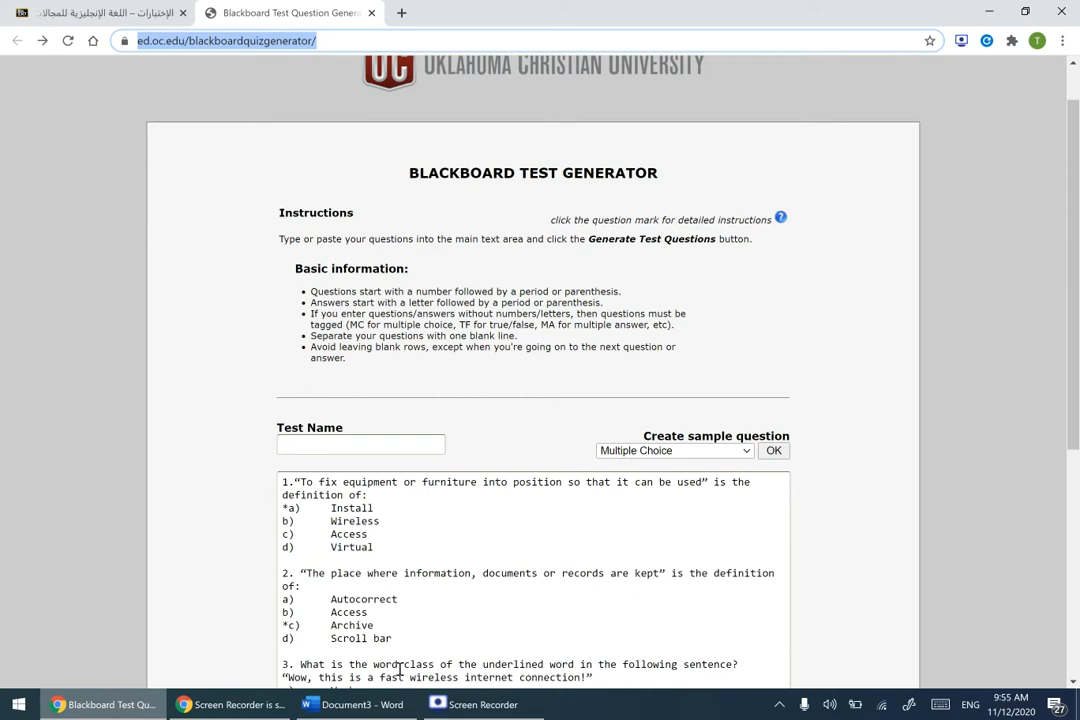 الإختبارات – اللغة الإنجليزية للمجالا
Blackboard Test Question Genera
ed.oc.edu/blackboardquizgenerator/
T
OC
OKLAHOMA CHRISTIAN UNIVERSITY
BLACKBOARD TEST GENERATOR
Instructions
click the question mark for detailed instructions
?
Type or paste your questions into the main text area and click the Generate Test Questions button.
Basic information:
• Questions start with a number followed by a period or parenthesis.
• Answers start with a letter followed by a period or parenthesis.
• If you enter questions/answers without numbers/letters, then questions must be
tagged (MC for multiple choice, TF for true/false, MA for multiple answer, etc).
• Separate your questions with one blank line.
• Avoid leaving blank rows, except when you're going on to the next question or
answer.
Test Name
Create sample question
Multiple Choice
OK
1.“To fix equipment or furniture into position so that it can be used” is the
definition of:
*a) Install
b) Wireless
c) Access
d) Virtual
2. “The place where information, documents or records are kept” is the definition
of:
a) Autocorrect
b) Access
*c) Archive
d) Scroll bar
3. What is the word class of the underlined word in the following sentence?
“Wow, this is a fast wireless internet connection!”
Blackboard Test Qu...
Screen Recorder is s...
Document3 - Word
Screen Recorder
ENG
9:55 AM
11/12/2020
27